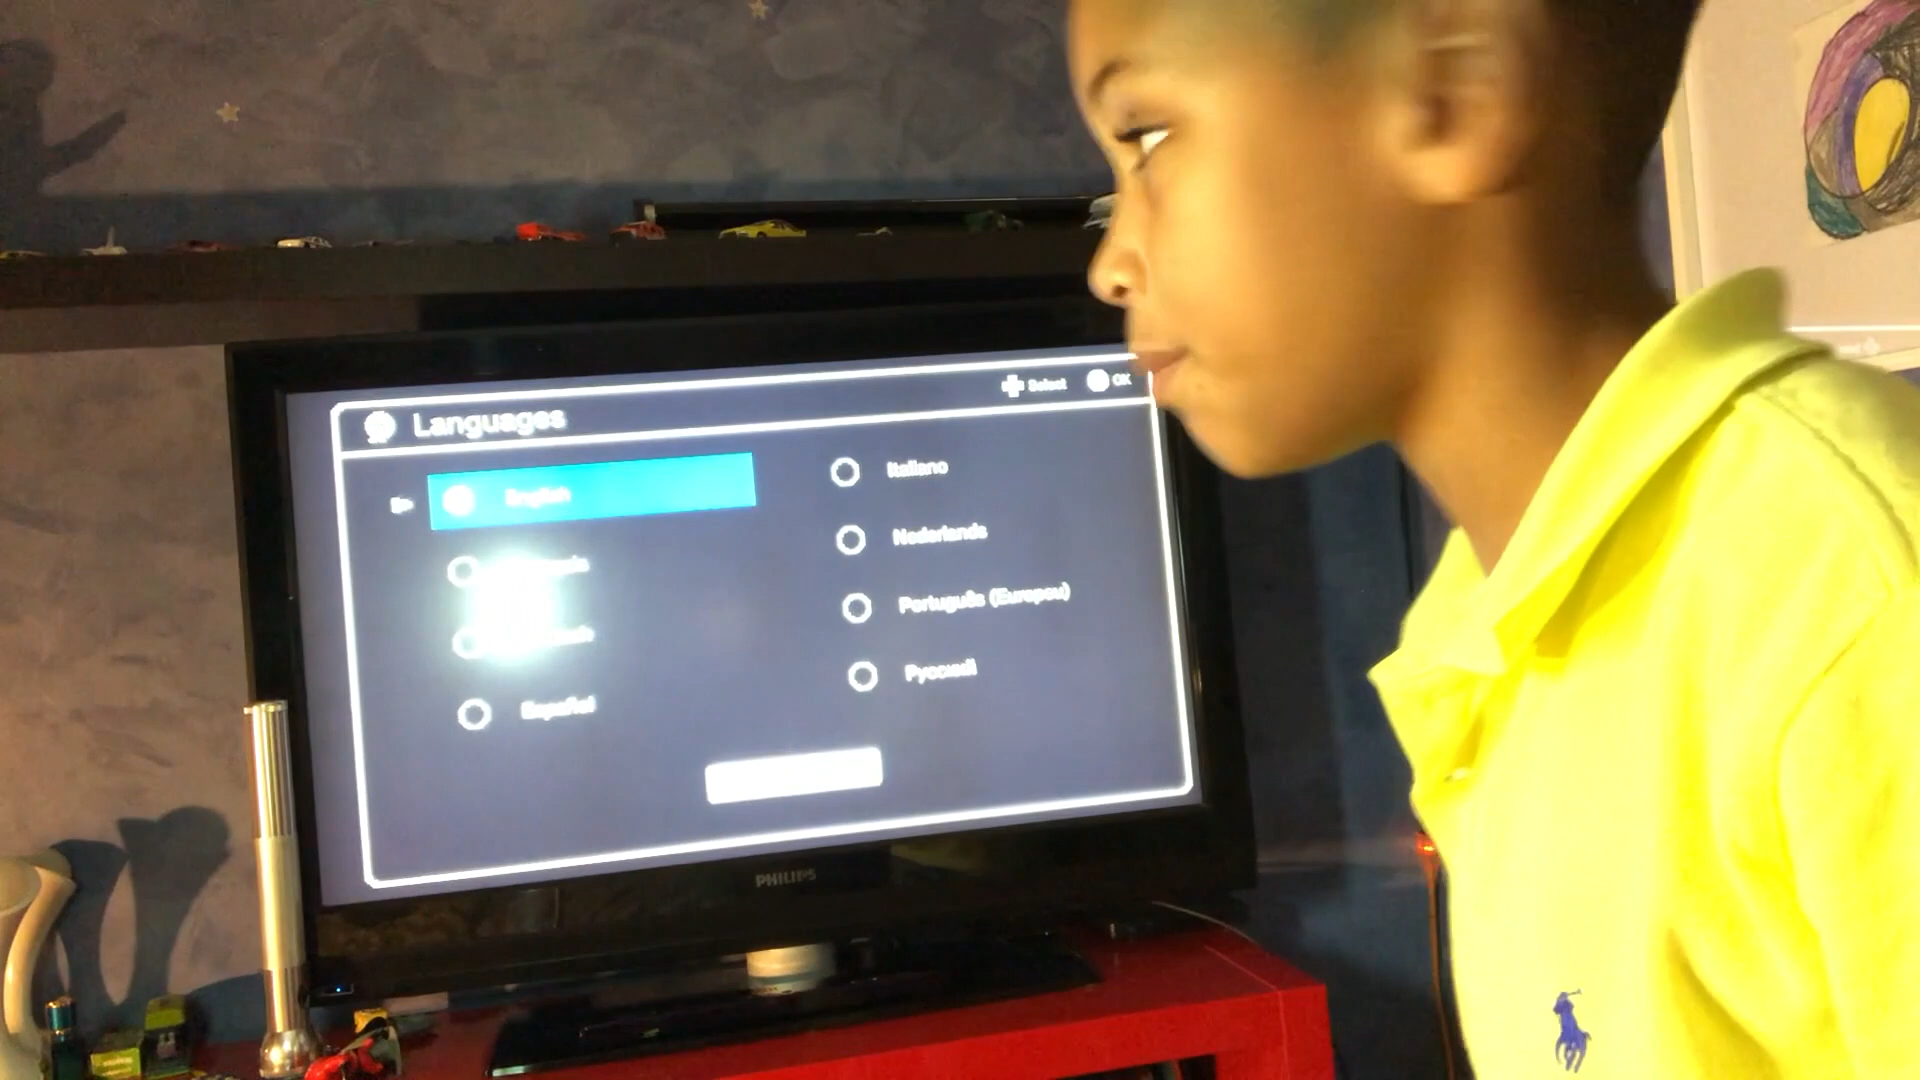 Select OK
Languages
English
Español
Italiano
Nederlands
Português (Europeu)
Русский
PHILIPS